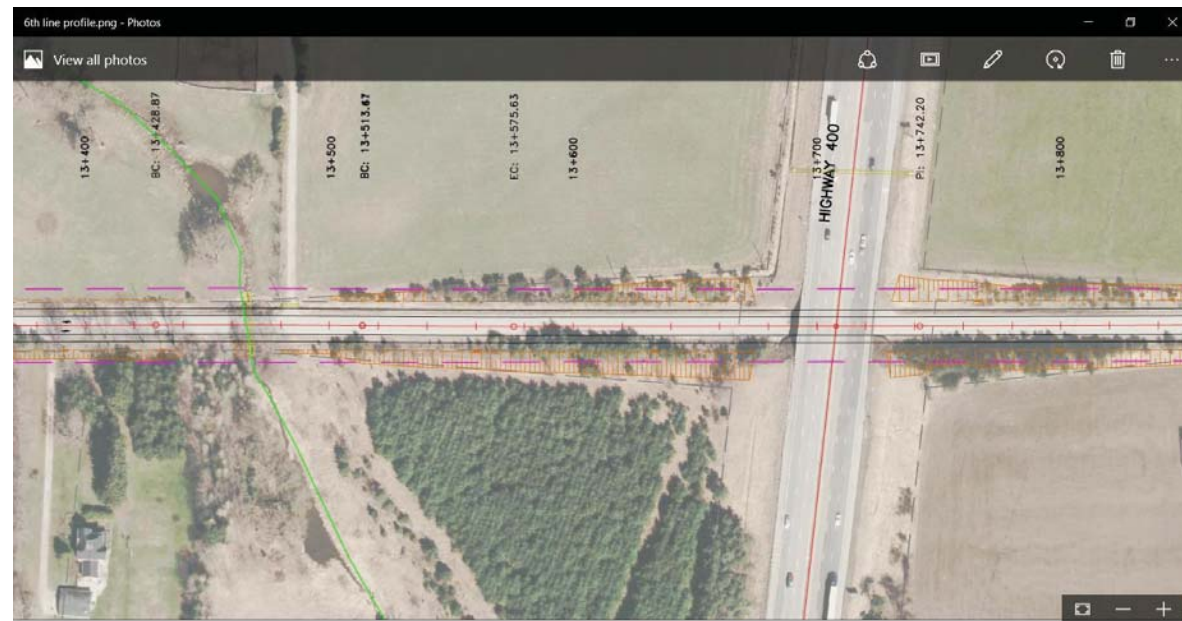 6th line profile.png - Photos
View all photos
13+400
BC: 13+428.87
13+500
BC: 13+513.67
EC: 13+575.63
13+600
13+700
HIGHWAY 400
PI: 13+742.20
13+800